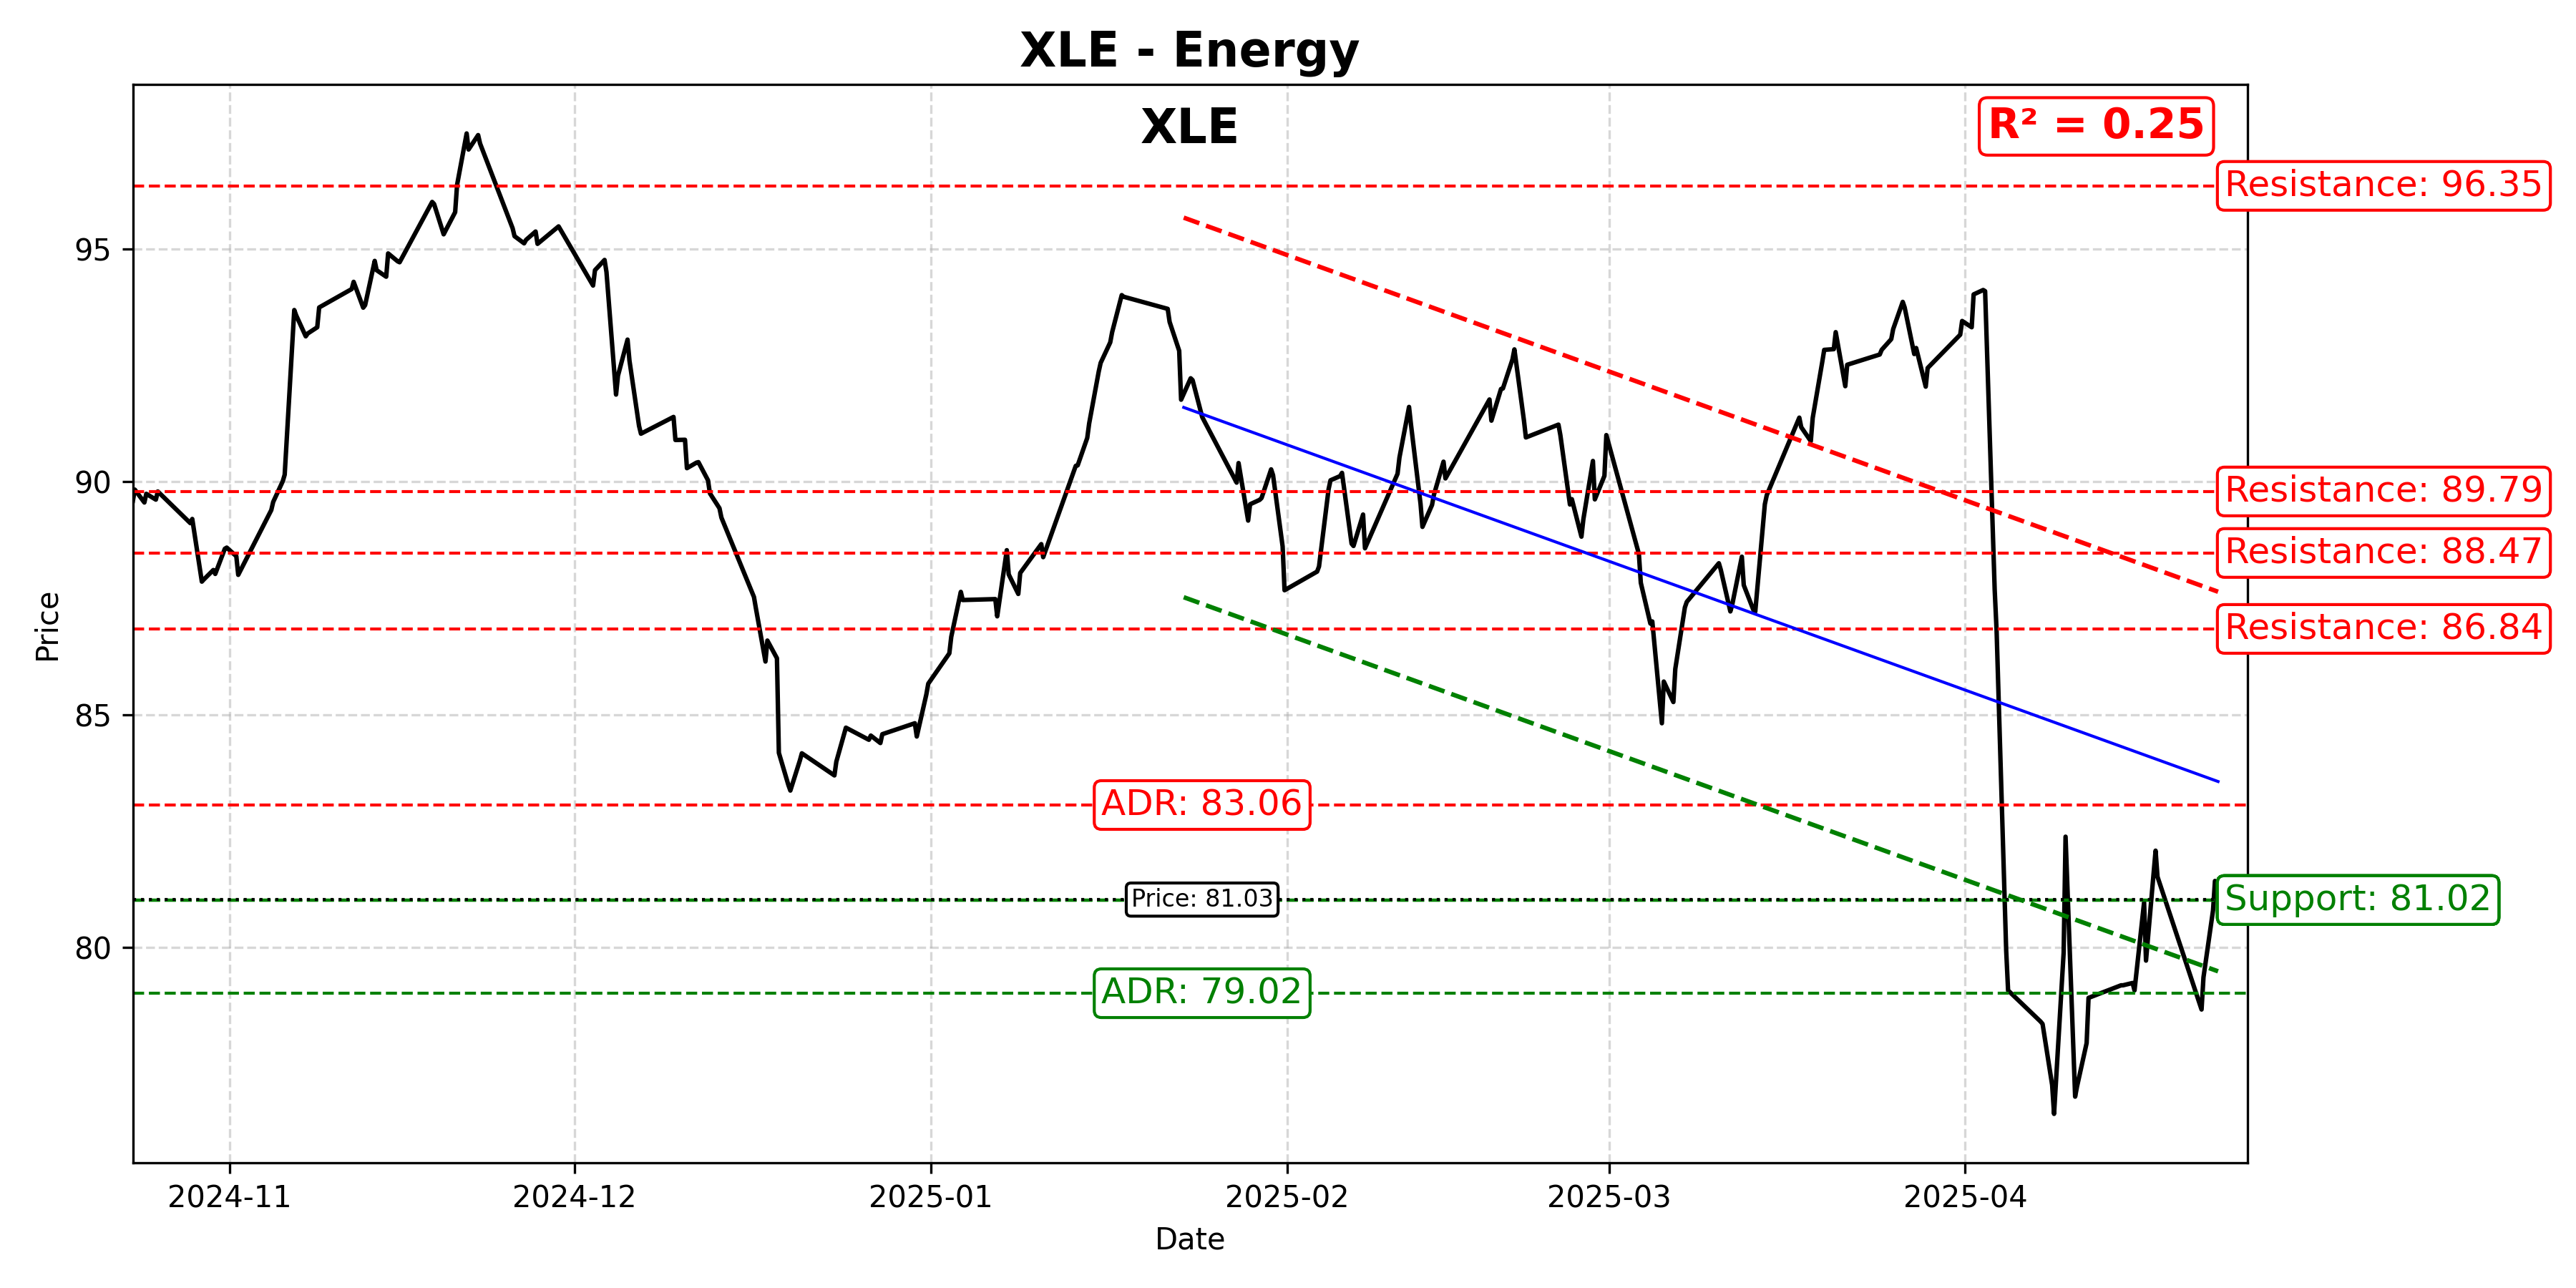 XLE - Energy
XLE
R² = 0.25
Resistance: 96.35
95
90
Resistance: 89.79
Resistance: 88.47
Resistance: 86.84
Price
85
ADR: 83.06
Price: 81.03
Support: 81.02
80
ADR: 79.02
2024-11 2024-12 2025-01 2025-02 2025-03 2025-04
Date